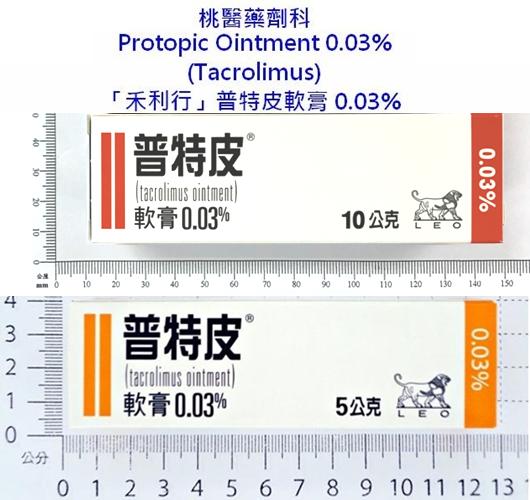 桃醫藥劑科
Protopic Ointment 0.03%
(Tacrolimus)
「禾利行」普特皮軟膏 0.03%
普特皮®
(tacrolimus ointment)
軟膏 0.03%
10公克
LEO
0.03%
0 10 20 30 40 50 60 70 80 90 100 110 120 130 140 150
公厘
mm
普特皮®
(tacrolimus ointment)
軟膏 0.03%
5公克
LEO
0.03%
4
3
2
1
0
公分
0 1 2 3 4 5 6 7 8 9 10 11 12 13